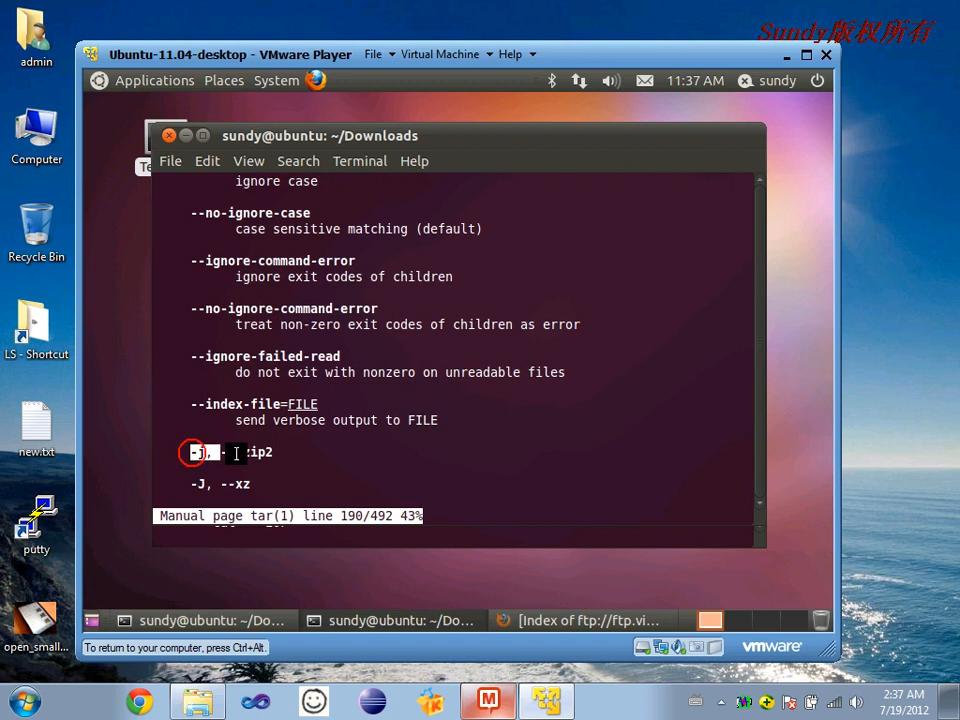 Sundy版权所有
admin
Computer
Recycle Bin
LS - Shortcut
new.txt
putty
open_small...
Ubuntu-11.04-desktop - VMware Player File Virtual Machine Help
Applications Places System 11:37 AM sundy
sundy@ubuntu: ~/Downloads
File Edit View Search Terminal Help
ignore case
--no-ignore-case
case sensitive matching (default)
--ignore-command-error
ignore exit codes of children
--no-ignore-command-error
treat non-zero exit codes of children as error
--ignore-failed-read
do not exit with nonzero on unreadable files
--index-file=FILE
send verbose output to FILE
-j, - zip2
-J, --xz
Manual page tar(1) line 190/492 43%
sundy@ubuntu: ~/Do... sundy@ubuntu: ~/Do... [Index of ftp://ftp.vi...
To return to your computer, press Ctrl+Alt.
vmware
2:37 AM
7/19/2012